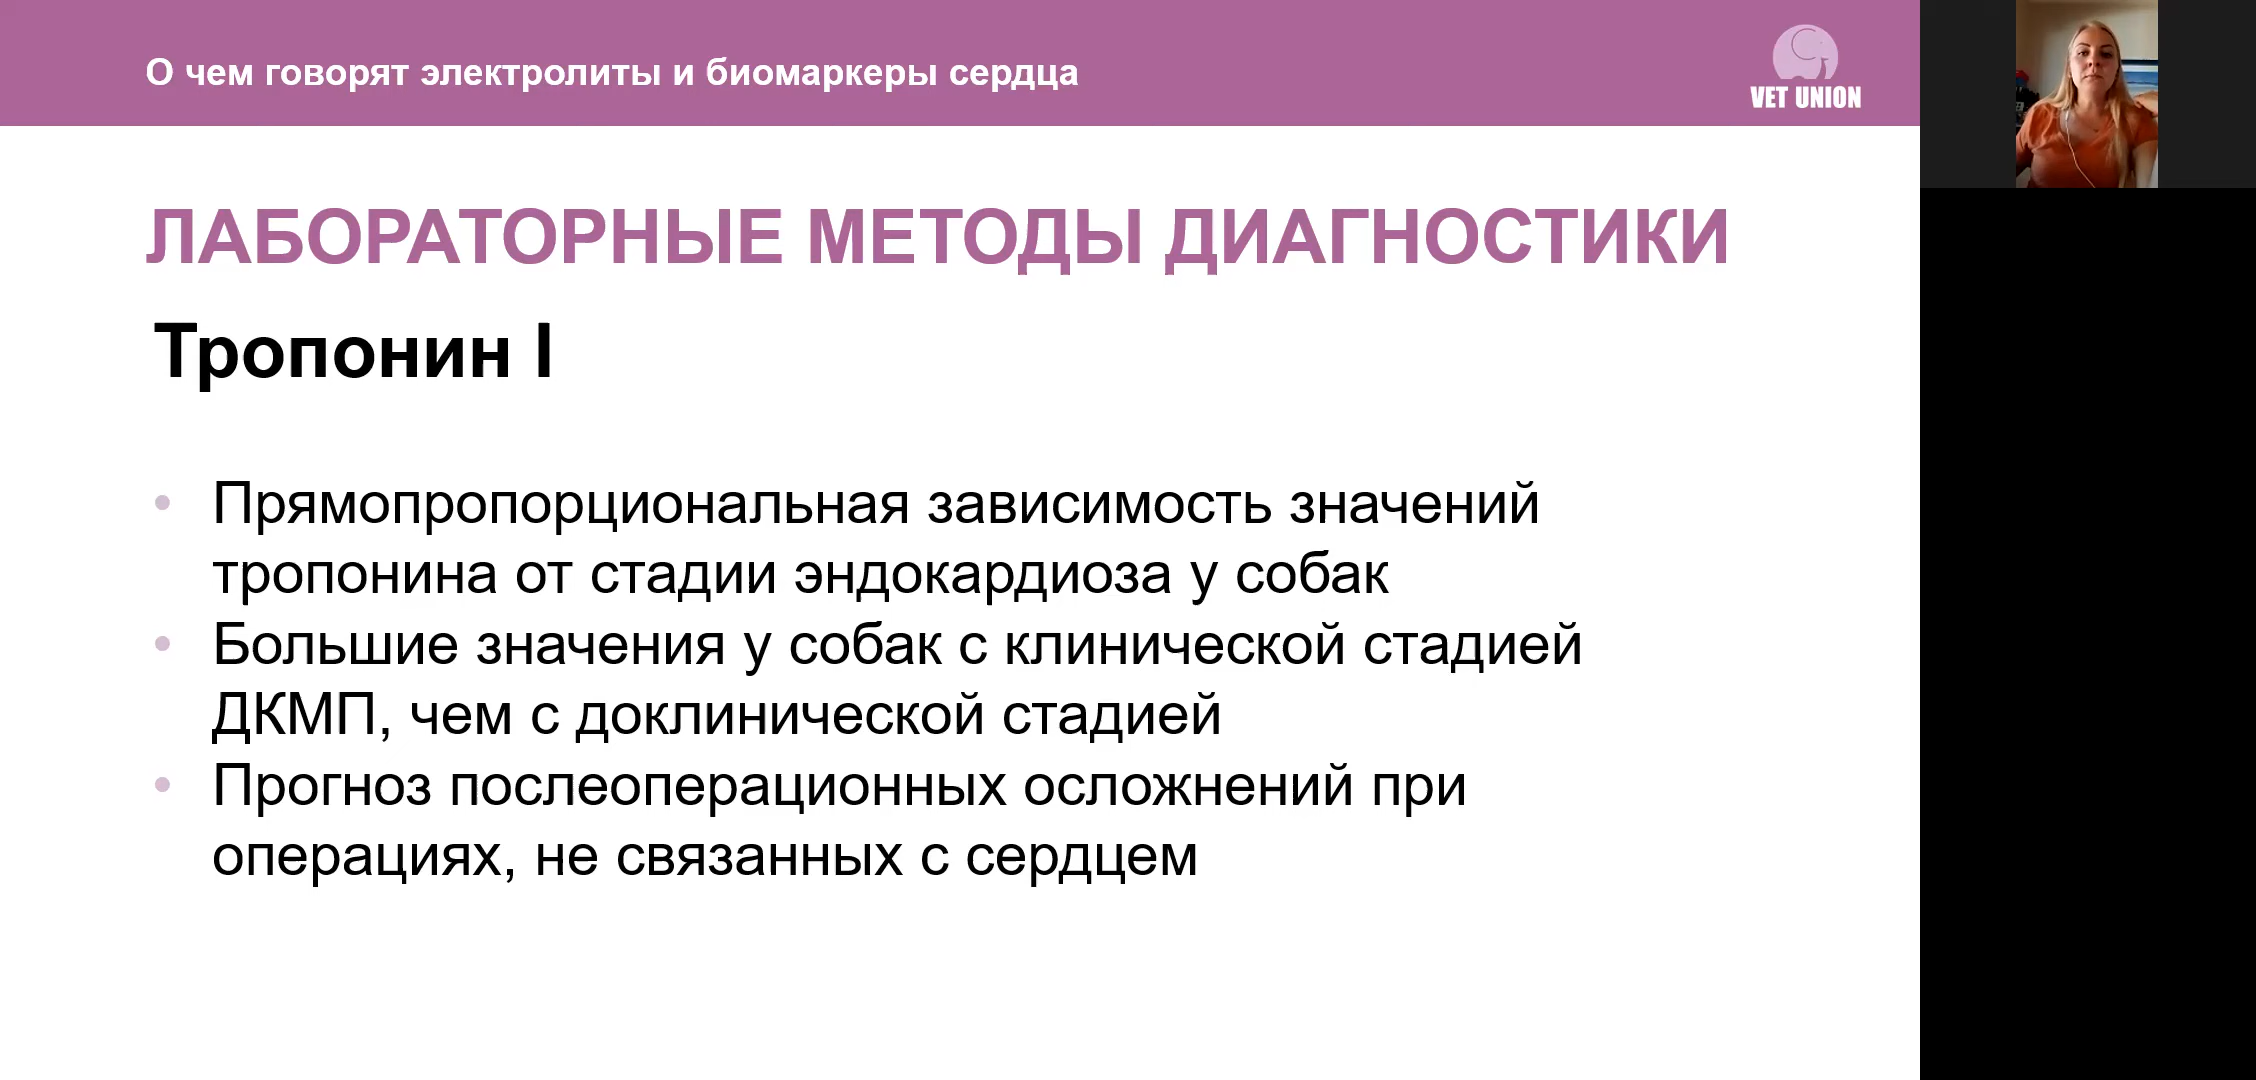 О чем говорят электролиты и биомаркеры сердца
VET UNION
ЛАБОРАТОРНЫЕ МЕТОДЫ ДИАГНОСТИКИ
Тропонин I
• Прямопропорциональная зависимость значений
тропонина от стадии эндокардиоза у собак
• Большие значения у собак с клинической стадией
ДКМП, чем с доклинической стадией
• Прогноз послеоперационных осложнений при
операциях, не связанных с сердцем